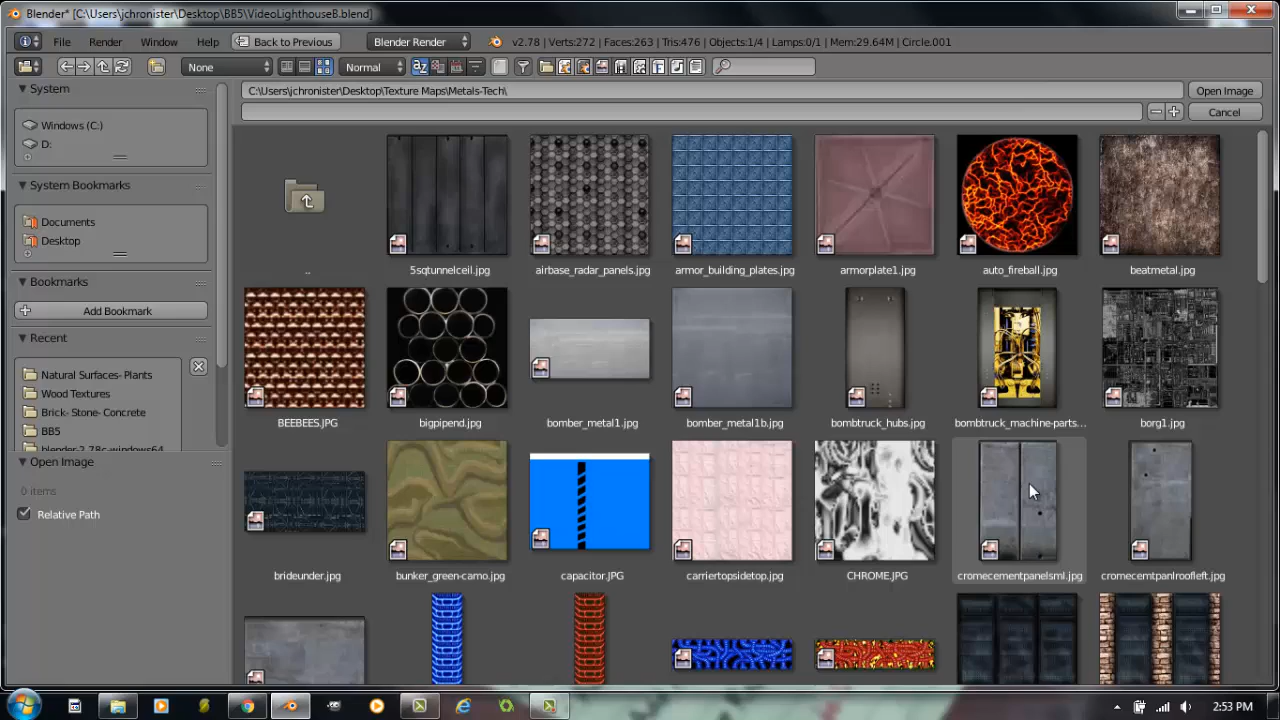 Blender* [C:\Users\jchronister\Desktop\BB5\VideoLighthouseB.blend]
File Render Window Help Back to Previous Blender Render v2.78 | Verts:272 | Faces:263 | Tris:476 | Objects:1/4 | Lamps:0/1 | Mem:29.64M | Circle.001
None Normal
System
Windows (C:)
D:
System Bookmarks
Documents
Desktop
Bookmarks
Add Bookmark
Recent
Natural Surfaces- Plants
Wood Textures
Brick- Stone- Concrete
BB5
blender-2.78c-windows64
Open Image
0 items
Relative Path
C:\Users\jchronister\Desktop\Texture Maps\Metals-Tech\ Open Image
Cancel
.. 5sqtunnelceil.jpg airbase_radar_panels.jpg armor_building_plates.jpg armorplate1.jpg auto_fireball.jpg beatmetal.jpg
BEEBEES.JPG bigpipend.jpg bomber_metal1.jpg bomber_metal1b.jpg bombtruck_hubs.jpg bombtruck_machine-parts... borg1.jpg
brideunder.jpg bunker_green-camo.jpg capacitor.JPG carriertopsidetop.jpg CHROME.JPG cromecementpanelsml.jpg cromecemtpanlroofleft.jpg
2:53 PM